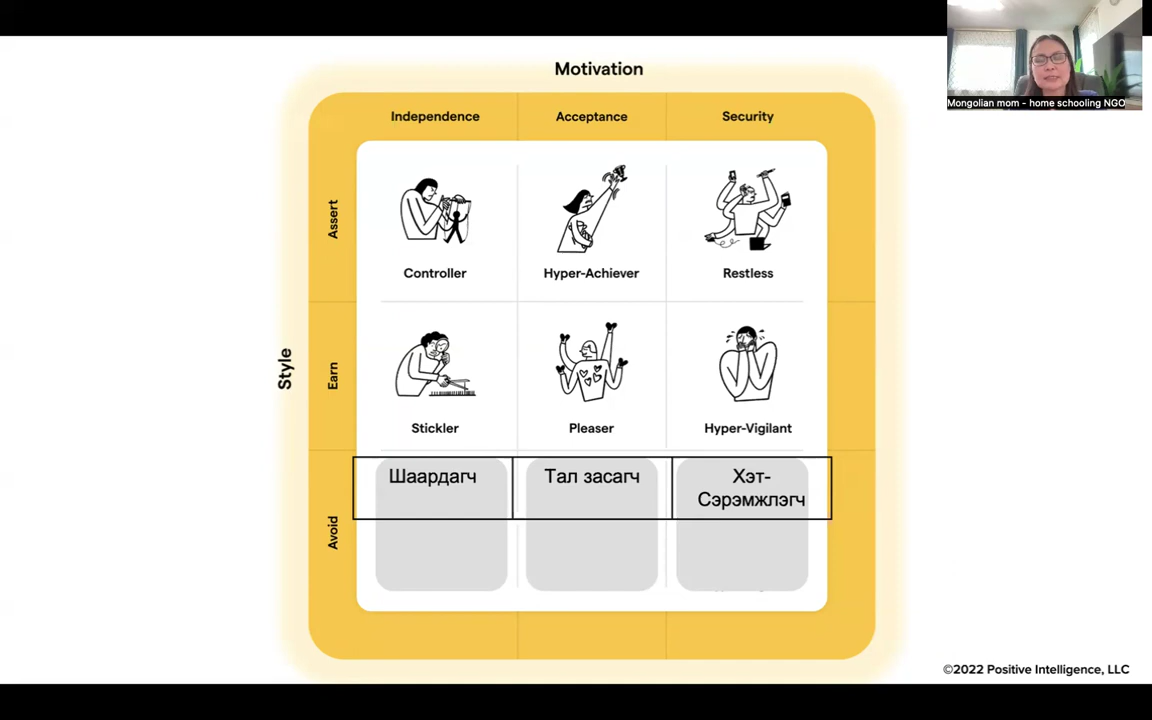 Mongolian mom - home schooling NGO
Motivation
Independence
Acceptance
Security
Style
Assert
Controller
Hyper-Achiever
Restless
Earn
Stickler
Pleaser
Hyper-Vigilant
Avoid
Шаардагч
Тал засагч
Хэт-
Сэрэмжлэгч
©2022 Positive Intelligence, LLC